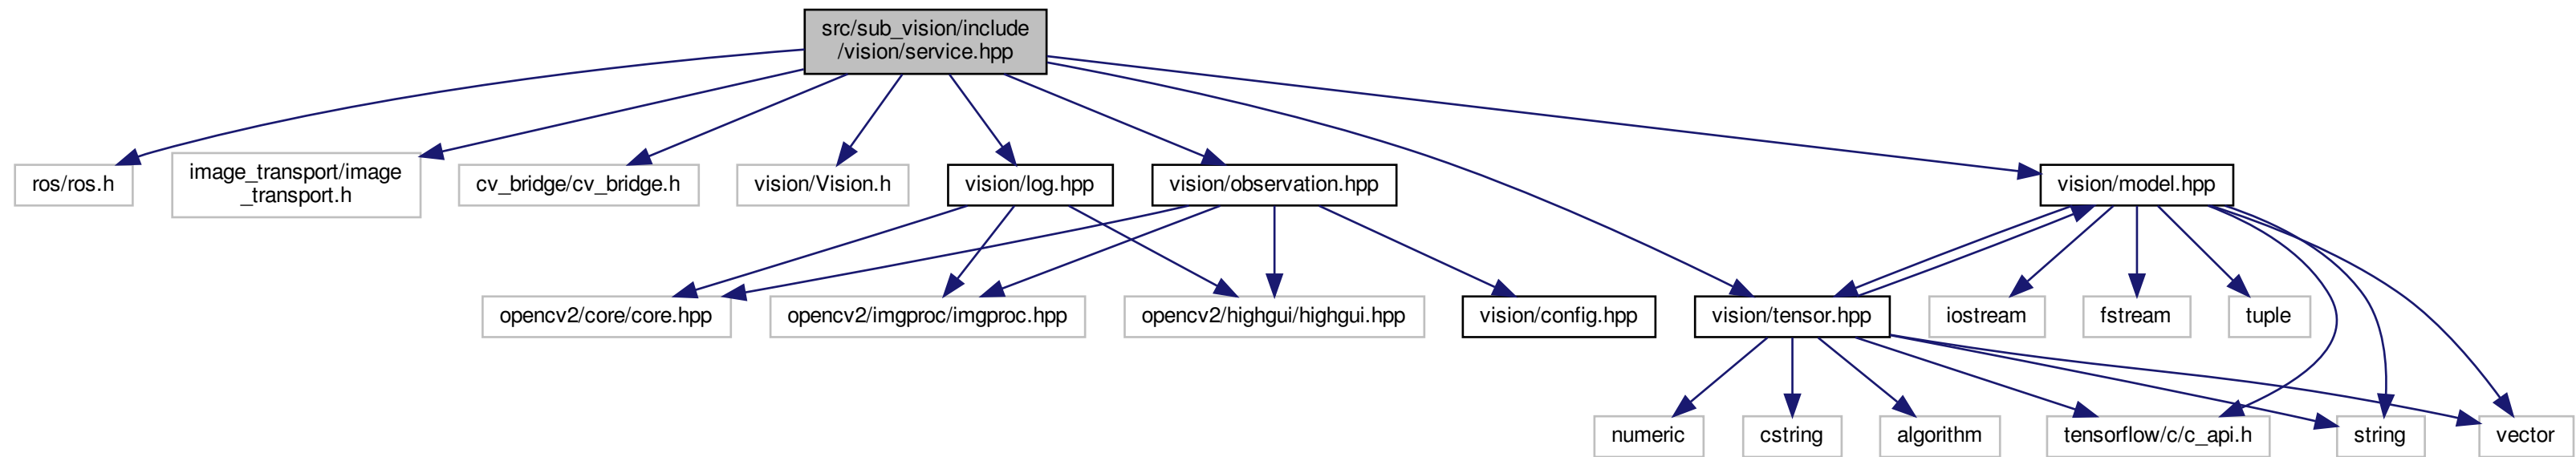 src/sub_vision/include
/vision/service.hpp
ros/ros.h
image_transport/image
_transport.h
cv_bridge/cv_bridge.h
vision/Vision.h
vision/log.hpp
vision/observation.hpp
vision/model.hpp
opencv2/core/core.hpp
opencv2/imgproc/imgproc.hpp
opencv2/highgui/highgui.hpp
vision/config.hpp
vision/tensor.hpp
iostream
fstream
tuple
numeric
cstring
algorithm
tensorflow/c/c_api.h
string
vector